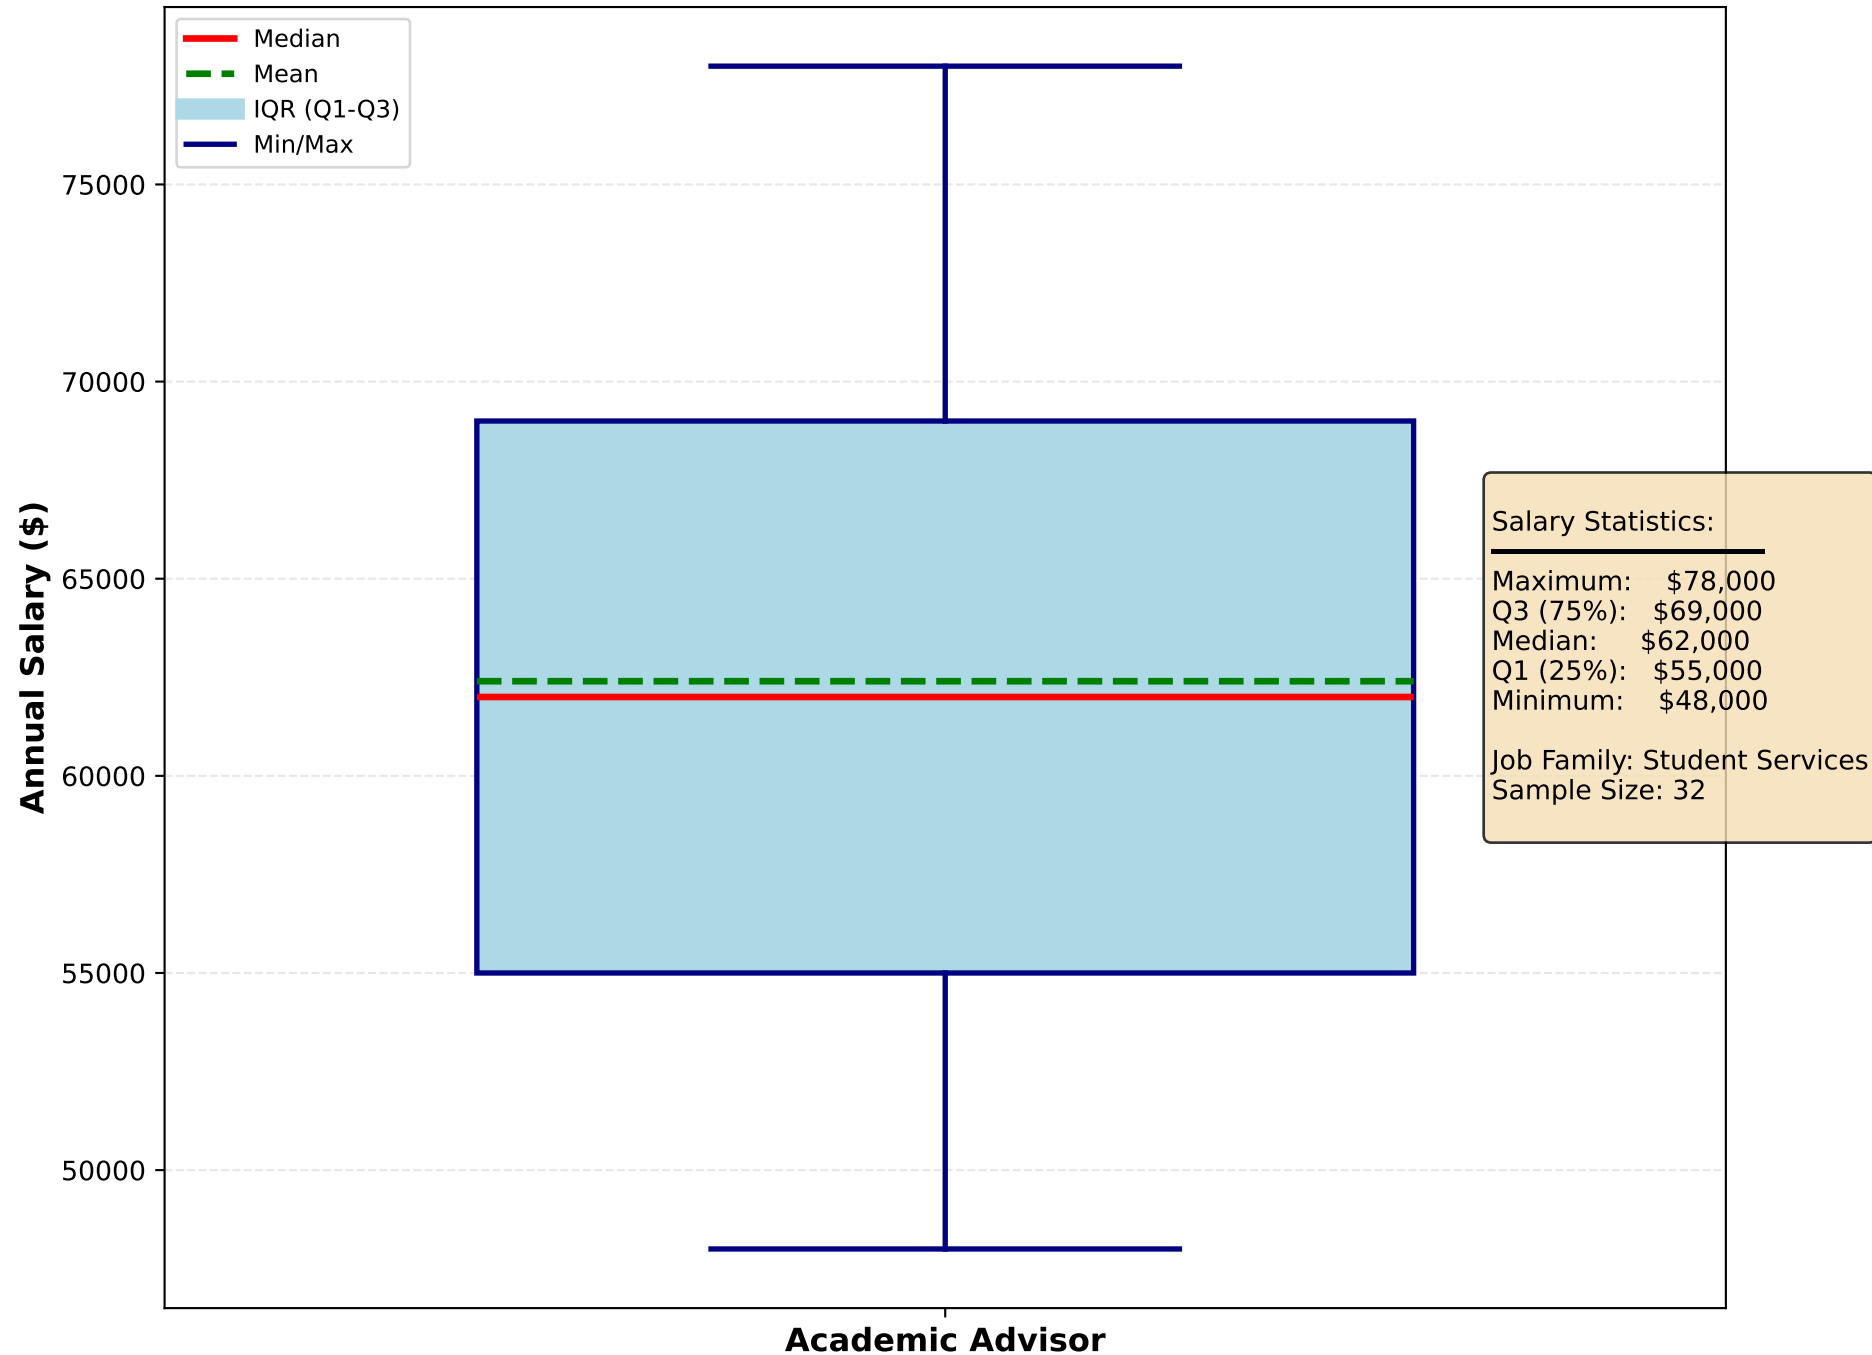 Median
Mean
IQR (Q1-Q3)
Min/Max
75000
70000
65000
60000
55000
50000
Annual Salary ($)
Academic Advisor
Salary Statistics:
Maximum: $78,000
Q3 (75%): $69,000
Median: $62,000
Q1 (25%): $55,000
Minimum: $48,000
Job Family: Student Services
Sample Size: 32